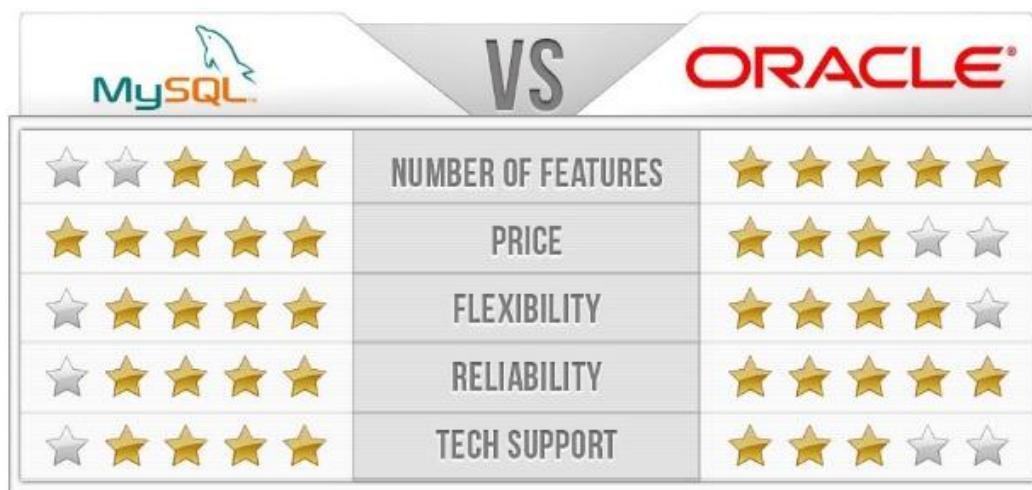 MySQL
VS
ORACLE®
NUMBER OF FEATURES
PRICE
FLEXIBILITY
RELIABILITY
TECH SUPPORT